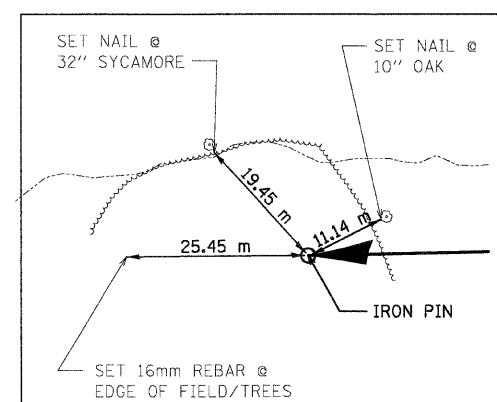 SET NAIL @
32" SYCAMORE
SET NAIL @
10" OAK
19.45 m
11.14 m
25.45 m
IRON PIN
SET 16mm REBAR @
EDGE OF FIELD/TREES